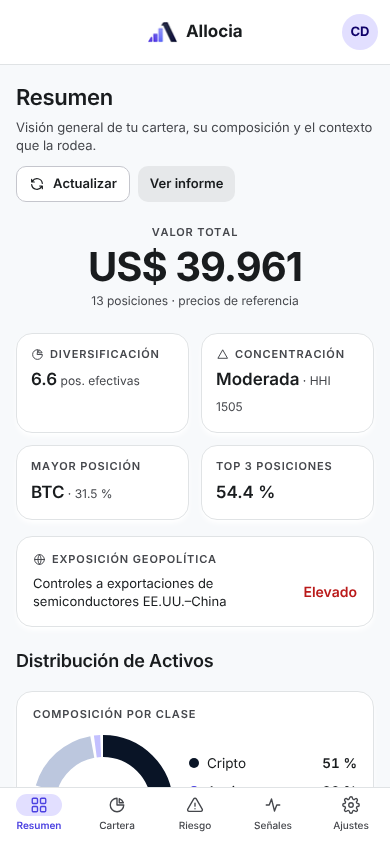 Allocia
CD
Resumen
Visión general de tu cartera, su composición y el contexto
que la rodea.
Actualizar
Ver informe
VALOR TOTAL
US$ 39.961
13 posiciones · precios de referencia
DIVERSIFICACIÓN
6.6 pos. efectivas
CONCENTRACIÓN
Moderada · HHI
1505
MAYOR POSICIÓN
BTC · 31.5 %
TOP 3 POSICIONES
54.4 %
EXPOSICIÓN GEOPOLÍTICA
Controles a exportaciones de
semiconductores EE.UU.–China
Elevado
Distribución de Activos
COMPOSICIÓN POR CLASE
Cripto
51 %
Resumen
Cartera
Riesgo
Señales
Ajustes